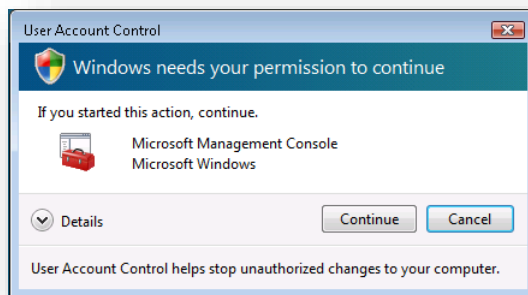 User Account Control
Windows needs your permission to continue
If you started this action, continue.
Microsoft Management Console
Microsoft Windows
Details
Continue
Cancel
User Account Control helps stop unauthorized changes to your computer.